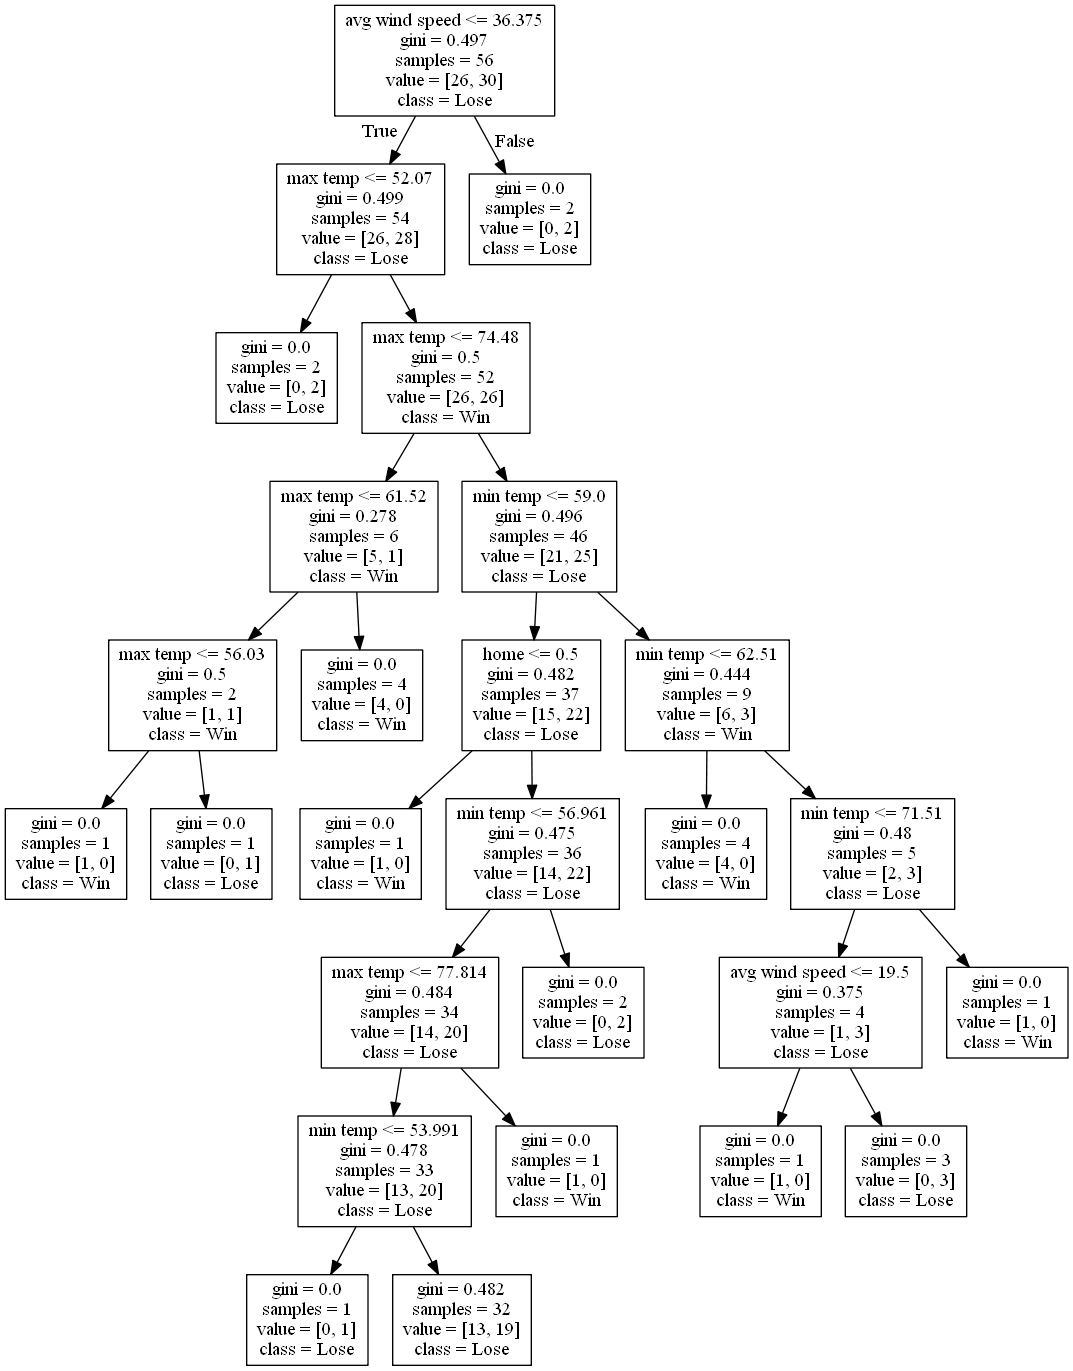 avg wind speed <= 36.375
gini = 0.497
samples = 56
value = [26, 30]
class = Lose
True
False
max temp <= 52.07
gini = 0.499
samples = 54
value = [26, 28]
class = Lose
gini = 0.0
samples = 2
value = [0, 2]
class = Lose
gini = 0.0
samples = 2
value = [0, 2]
class = Lose
max temp <= 74.48
gini = 0.5
samples = 52
value = [26, 26]
class = Win
max temp <= 61.52
gini = 0.278
samples = 6
value = [5, 1]
class = Win
min temp <= 59.0
gini = 0.496
samples = 46
value = [21, 25]
class = Lose
max temp <= 56.03
gini = 0.5
samples = 2
value = [1, 1]
class = Win
gini = 0.0
samples = 4
value = [4, 0]
class = Win
home <= 0.5
gini = 0.482
samples = 37
value = [15, 22]
class = Lose
min temp <= 62.51
gini = 0.444
samples = 9
value = [6, 3]
class = Win
gini = 0.0
samples = 1
value = [1, 0]
class = Win
gini = 0.0
samples = 1
value = [0, 1]
class = Lose
gini = 0.0
samples = 1
value = [1, 0]
class = Win
min temp <= 56.961
gini = 0.475
samples = 36
value = [14, 22]
class = Lose
gini = 0.0
samples = 4
value = [4, 0]
class = Win
min temp <= 71.51
gini = 0.48
samples = 5
value = [2, 3]
class = Lose
max temp <= 77.814
gini = 0.484
samples = 34
value = [14, 20]
class = Lose
gini = 0.0
samples = 2
value = [0, 2]
class = Lose
avg wind speed <= 19.5
gini = 0.375
samples = 4
value = [1, 3]
class = Lose
gini = 0.0
samples = 1
value = [1, 0]
class = Win
min temp <= 53.991
gini = 0.478
samples = 33
value = [13, 20]
class = Lose
gini = 0.0
samples = 1
value = [1, 0]
class = Win
gini = 0.0
samples = 1
value = [1, 0]
class = Win
gini = 0.0
samples = 3
value = [0, 3]
class = Lose
gini = 0.0
samples = 1
value = [0, 1]
class = Lose
gini = 0.482
samples = 32
value = [13, 19]
class = Lose